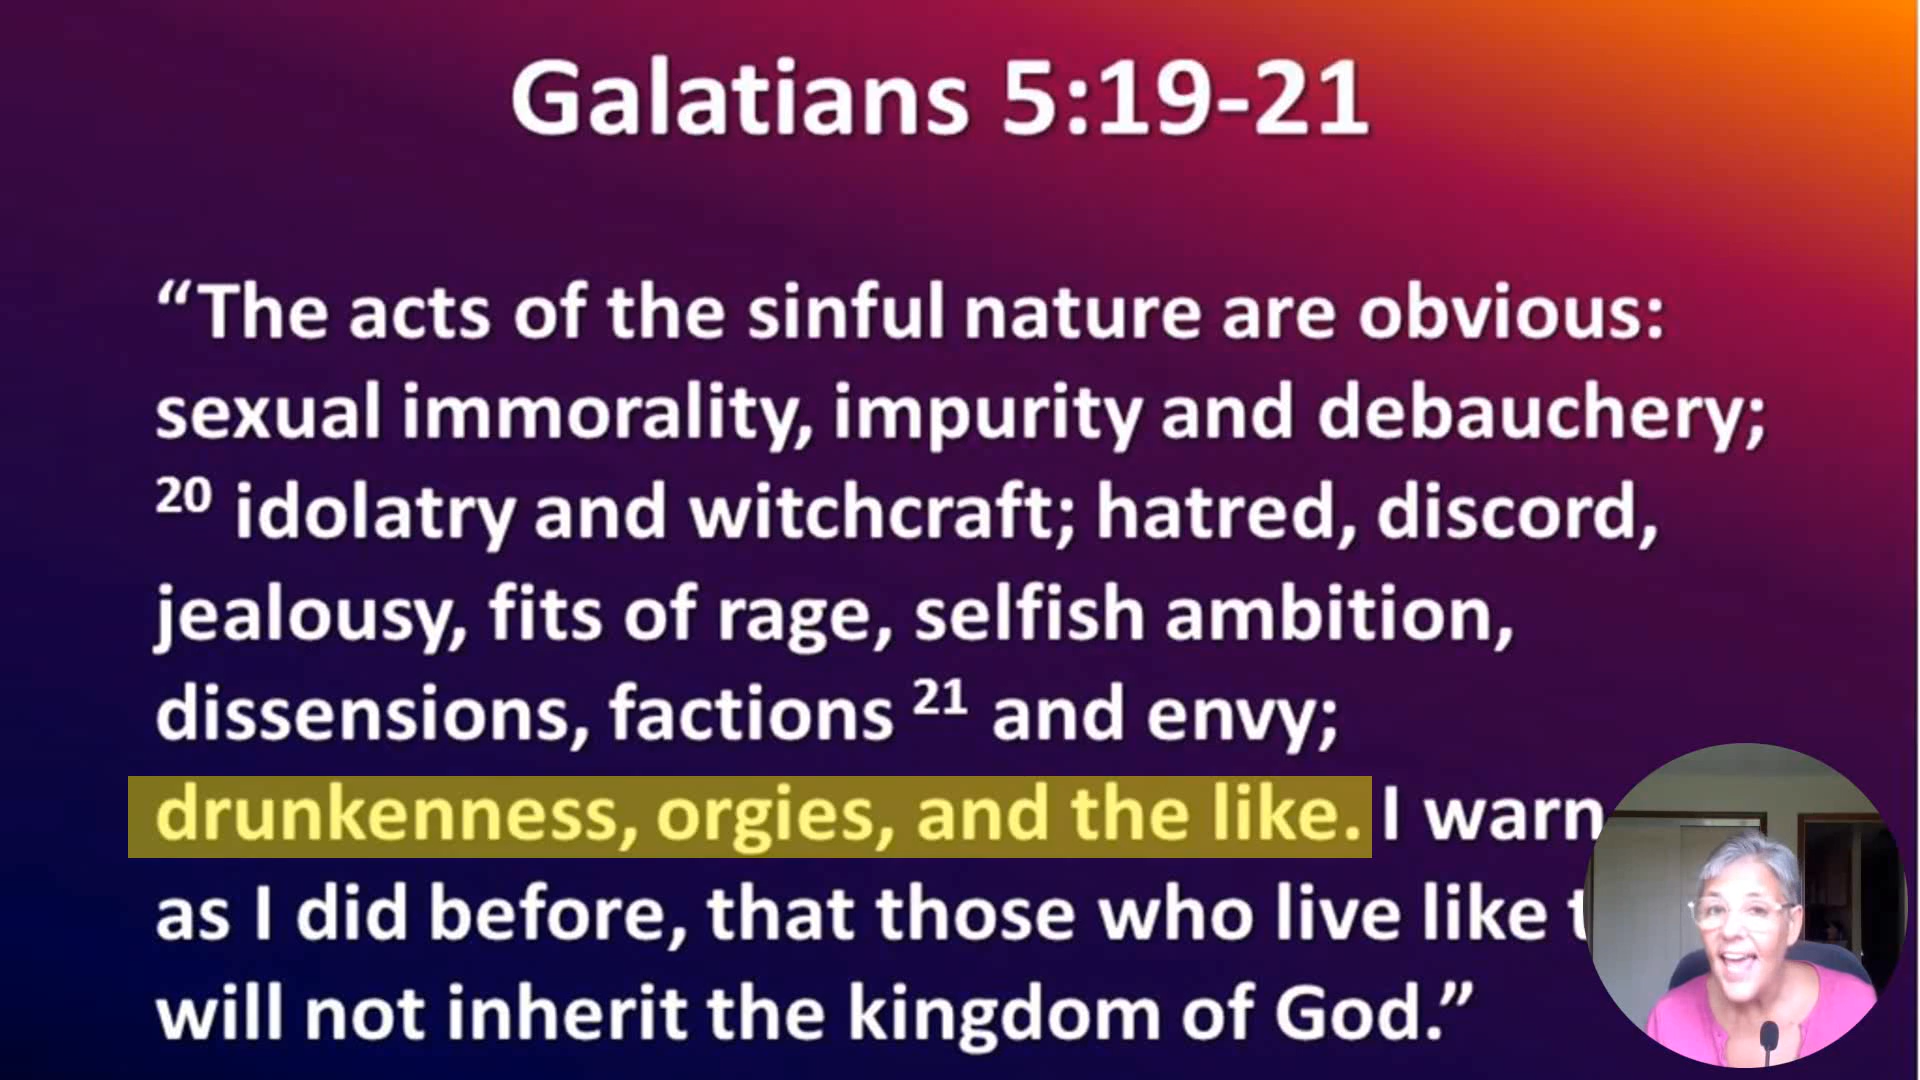 Galatians 5:19-21
“The acts of the sinful nature are obvious:
sexual immorality, impurity and debauchery;
20 idolatry and witchcraft; hatred, discord,
jealousy, fits of rage, selfish ambition,
dissensions, factions 21 and envy;
drunkenness, orgies, and the like. I warn
as I did before, that those who live like
will not inherit the kingdom of God.”